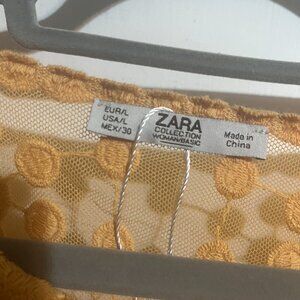 EUR/L
USA/L
MEX/30
ZARA
COLLECTION
WOMAN/BASIC
Made in
China